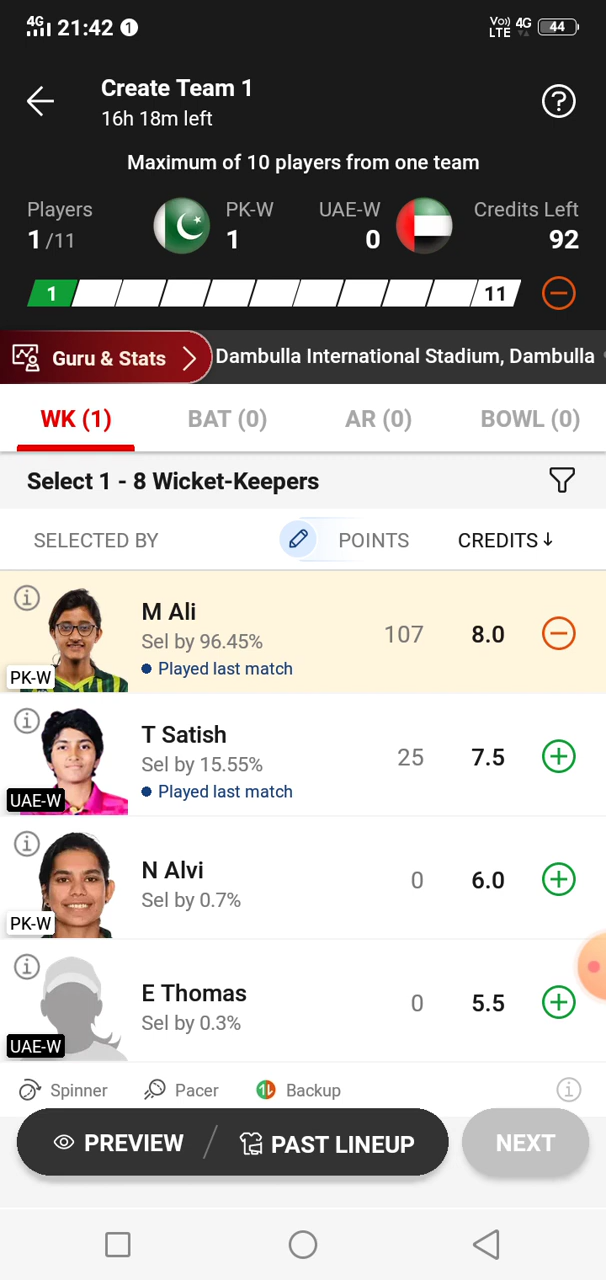 4G 21:42 1 Vo)) LTE 4G 44
Create Team 1
16h 18m left
?
Maximum of 10 players from one team
Players PK-W UAE-W Credits Left
1/11 1 0 92
1 11
Guru & Stats Dambulla International Stadium, Dambulla
WK (1) BAT (0) AR (0) BOWL (0)
Select 1 - 8 Wicket-Keepers
SELECTED BY POINTS CREDITS↓
i
M Ali
Sel by 96.45% 107 8.0
Played last match
PK-W
i
T Satish
Sel by 15.55% 25 7.5
Played last match
UAE-W
i
N Alvi
Sel by 0.7% 0 6.0
PK-W
i
E Thomas
Sel by 0.3% 0 5.5
UAE-W
Spinner Pacer Backup i
PREVIEW / PAST LINEUP NEXT